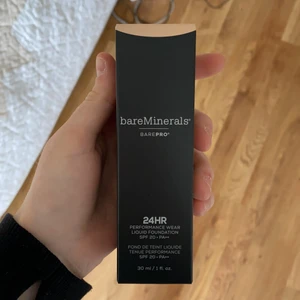 bareMinerals®
BAREPRO®
24HR
PERFORMANCE WEAR
LIQUID FOUNDATION
SPF 20 • PA++
FOND DE TEINT LIQUIDE
TENUE PERFORMANCE
SPF 20 • PA++
30 ml / 1 fl. oz.